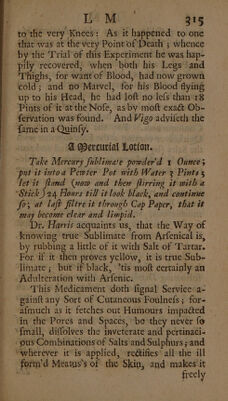 L M 315
to the very Knees: As it happened to one
that was at the very Point of Death; whence
by the Trial of this Experiment he was hap-
pily recovered, when both his Legs and
Thighs, for want of Blood, had now grown
cold; and no Marvel, for his Blood flying
up to his Head, he had lost no less than 18
Pints of it at the Nose, as by most exact Ob-
servation was found. And Vigo adviseth the
same in a Quinsy.
A Mercurial Lotion.
Take Mercury sublimate powder'd 1 Ounce;
put it into a Pewter Pot with Water 3 Pints;
let it stand (now and then stirring it with a
Stick) 24 Hours till it look black, and continue
so; at last filtre it through Cap Paper, that it
may become clear and limpid.
Dr. Harris acquaints us, that the Way of
knowing true Sublimate from Arsenical is,
by rubbing a little of it with Salt of Tartar.
For if it then proves yellow, it is true Sub-
limate; but if black, 'tis most certainly an
Adulteration with Arsenic.
This Medicament doth signal Service a-
gainst any Sort of Cutaneous Foulness; for-
asmuch as it fetches out Humours impacted
in the Pores and Spaces, be they never so
small, dissolves the inveterate and pertinaci-
ous Combinations of Salts and Sulphurs; and
wherever it is applied, rectifies all the ill
form'd Meatus's of the Skin, and makes it
freely